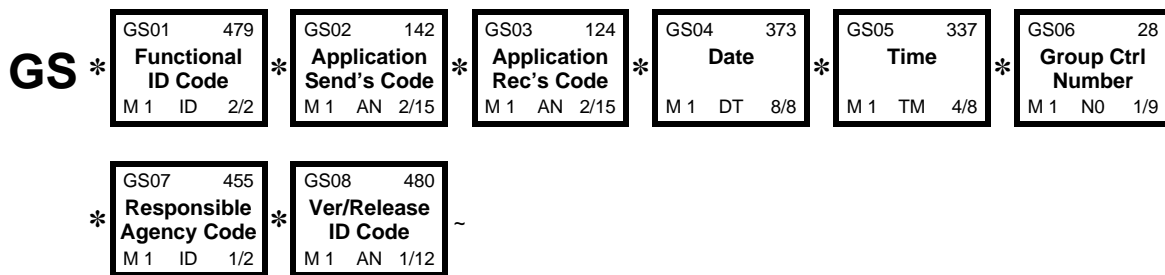 GS * GS01 479 * GS02 142 * GS03 124 * GS04 373 * GS05 337 * GS06 28
Functional Application Application Date Time Group Ctrl
ID Code Send's Code Rec's Code Number
M 1 ID 2/2 M 1 AN 2/15 M 1 AN 2/15 M 1 DT 8/8 M 1 TM 4/8 M 1 N0 1/9
* GS07 455 * GS08 480 ~
Responsible Ver/Release
Agency Code ID Code
M 1 ID 1/2 M 1 AN 1/12